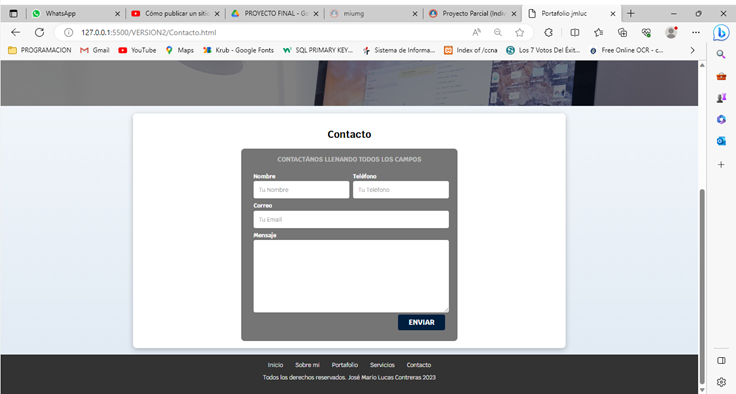 WhatsApp
Cómo publicar un siti
PROYECTO FINAL - Go
miumg
Proyecto Parcial (Indiv
Portafolio jmluc
127.0.0.1:5500/VERSION2/Contacto.html
PROGRAMACION
Gmail
YouTube
Maps
Krub - Google Fonts
SQL PRIMARY KEY...
Sistema de Informa...
Index of /ccna
Los 7 Votos Del Éxit...
Free Online OCR - c...
Contacto
CONTACTÁNOS LLENANDO TODOS LOS CAMPOS
Nombre
Teléfono
Tu Nombre
Tu Teléfono
Correo
Tu Email
Mensaje
ENVIAR
Inicio
Sobre mi
Portafolio
Servicios
Contacto
Todos los derechos reservados. José Mario Lucas Contreras 2023